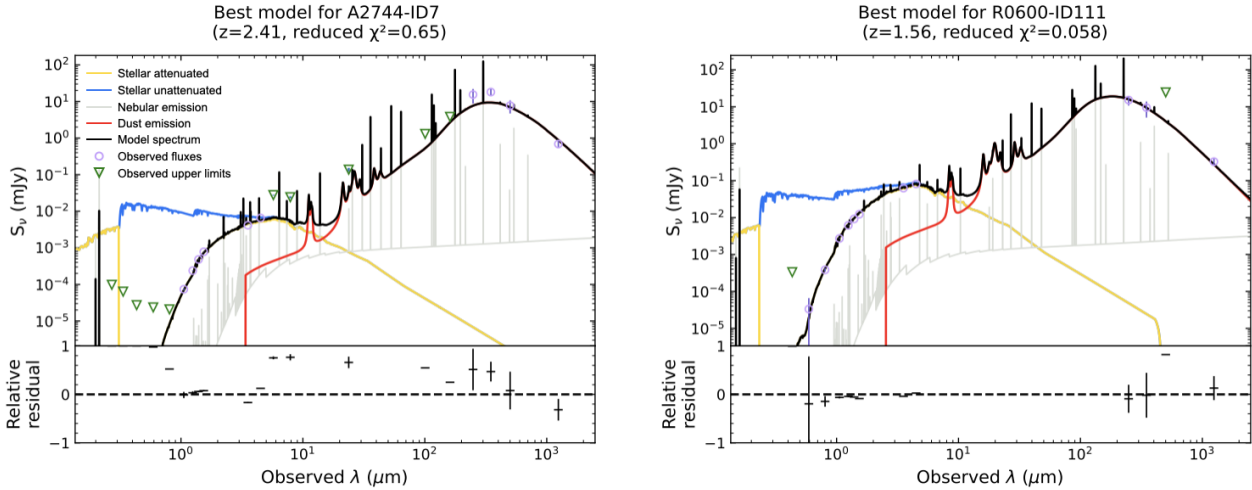 Best model for A2744-ID7
(z=2.41, reduced χ²=0.65)
10²
10¹
10⁰
10⁻¹
10⁻²
10⁻³
10⁻⁴
10⁻⁵
Sν (mJy)
Stellar attenuated
Stellar unattenuated
Nebular emission
Dust emission
Model spectrum
Observed fluxes
Observed upper limits
1
0
−1
Relative
residual
10⁰ 10¹ 10² 10³
Observed λ (μm)
Best model for R0600-ID111
(z=1.56, reduced χ²=0.058)
10²
10¹
10⁰
10⁻¹
10⁻²
10⁻³
10⁻⁴
10⁻⁵
Sν (mJy)
1
0
−1
Relative
residual
10⁰ 10¹ 10² 10³
Observed λ (μm)